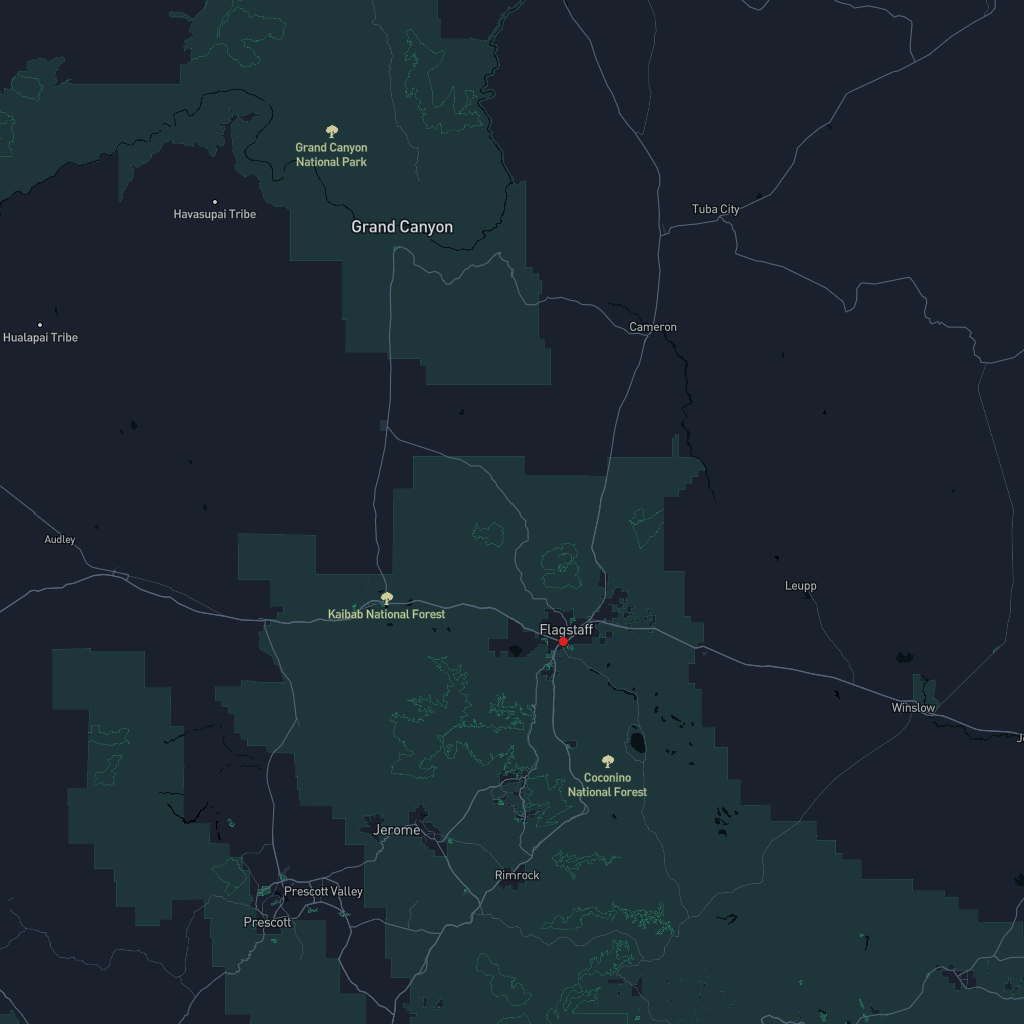 Grand Canyon
National Park
Havasupai Tribe
Tuba City
Grand Canyon
Hualapai Tribe
Cameron
Audley
Leupp
Kaibab National Forest
Flagstaff
Winslow
Coconino
National Forest
Jerome
Rimrock
Prescott Valley
Prescott